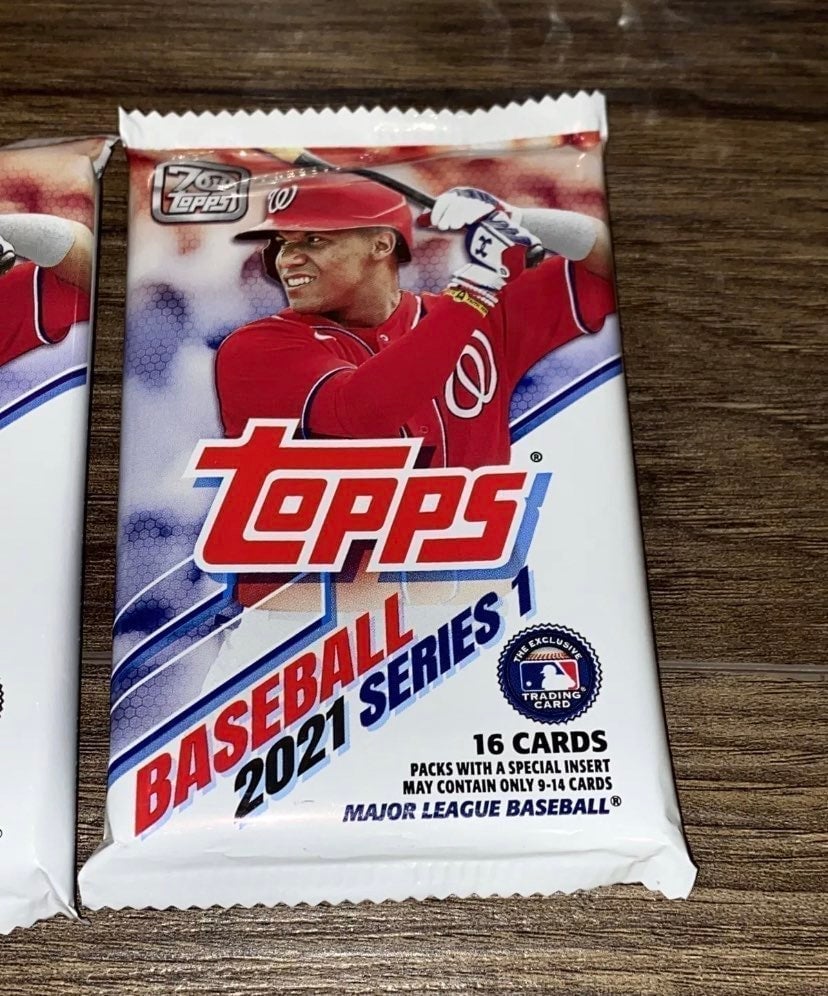 70
TOPPS
W
W
TOPPS®
BASEBALL
2021 SERIES 1
THE EXCLUSIVE
TRADING
CARD
16 CARDS
PACKS WITH A SPECIAL INSERT
MAY CONTAIN ONLY 9-14 CARDS
MAJOR LEAGUE BASEBALL®